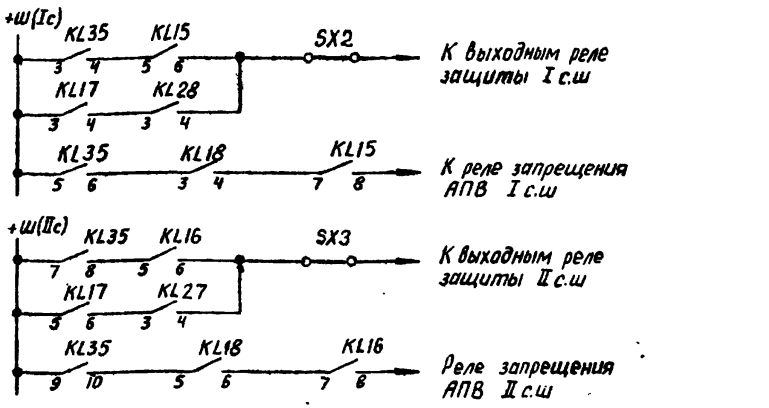 +Ш(Iс)
KL35 KL15 SX2
3 4 5 6
К выходным реле
защиты I с.ш
KL17 KL28
3 4 3 4
KL35 KL18 KL15
5 6 3 4 7 8
К реле запрещения
АПВ I с.ш
+Ш(IIс)
KL35 KL16 SX3
7 8 5 6
К выходным реле
защиты II с.ш
KL17 KL27
5 6 3 4
KL35 KL18 KL16
9 10 5 6 7 8
Реле запрещения
АПВ II с.ш